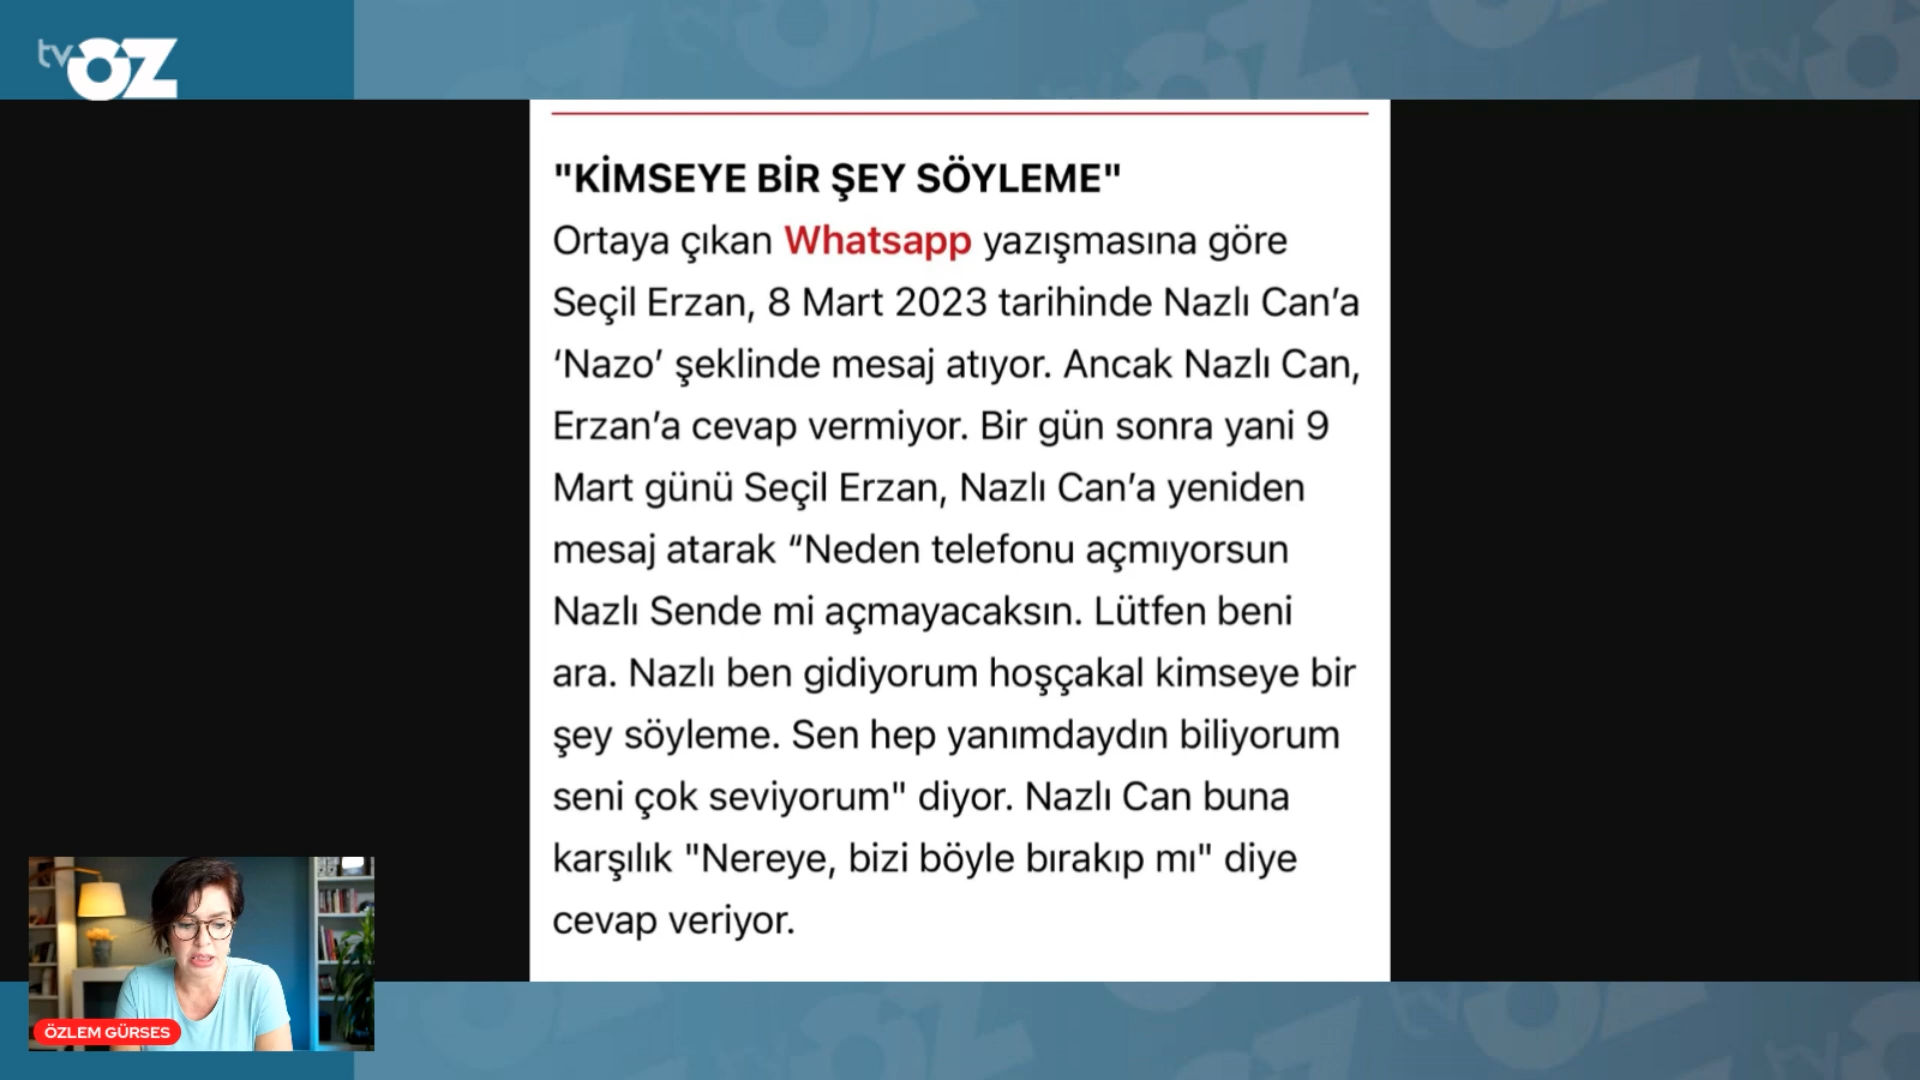 tv ÖZ
"KİMSEYE BİR ŞEY SÖYLEME"
Ortaya çıkan Whatsapp yazışmasına göre
Seçil Erzan, 8 Mart 2023 tarihinde Nazlı Can’a
‘Nazo’ şeklinde mesaj atıyor. Ancak Nazlı Can,
Erzan’a cevap vermiyor. Bir gün sonra yani 9
Mart günü Seçil Erzan, Nazlı Can’a yeniden
mesaj atarak “Neden telefonu açmıyorsun
Nazlı Sende mi açmayacaksın. Lütfen beni
ara. Nazlı ben gidiyorum hoşçakal kimseye bir
şey söyleme. Sen hep yanımdaydın biliyorum
seni çok seviyorum" diyor. Nazlı Can buna
karşılık "Nereye, bizi böyle bırakıp mı" diye
cevap veriyor.
ÖZLEM GÜRSES